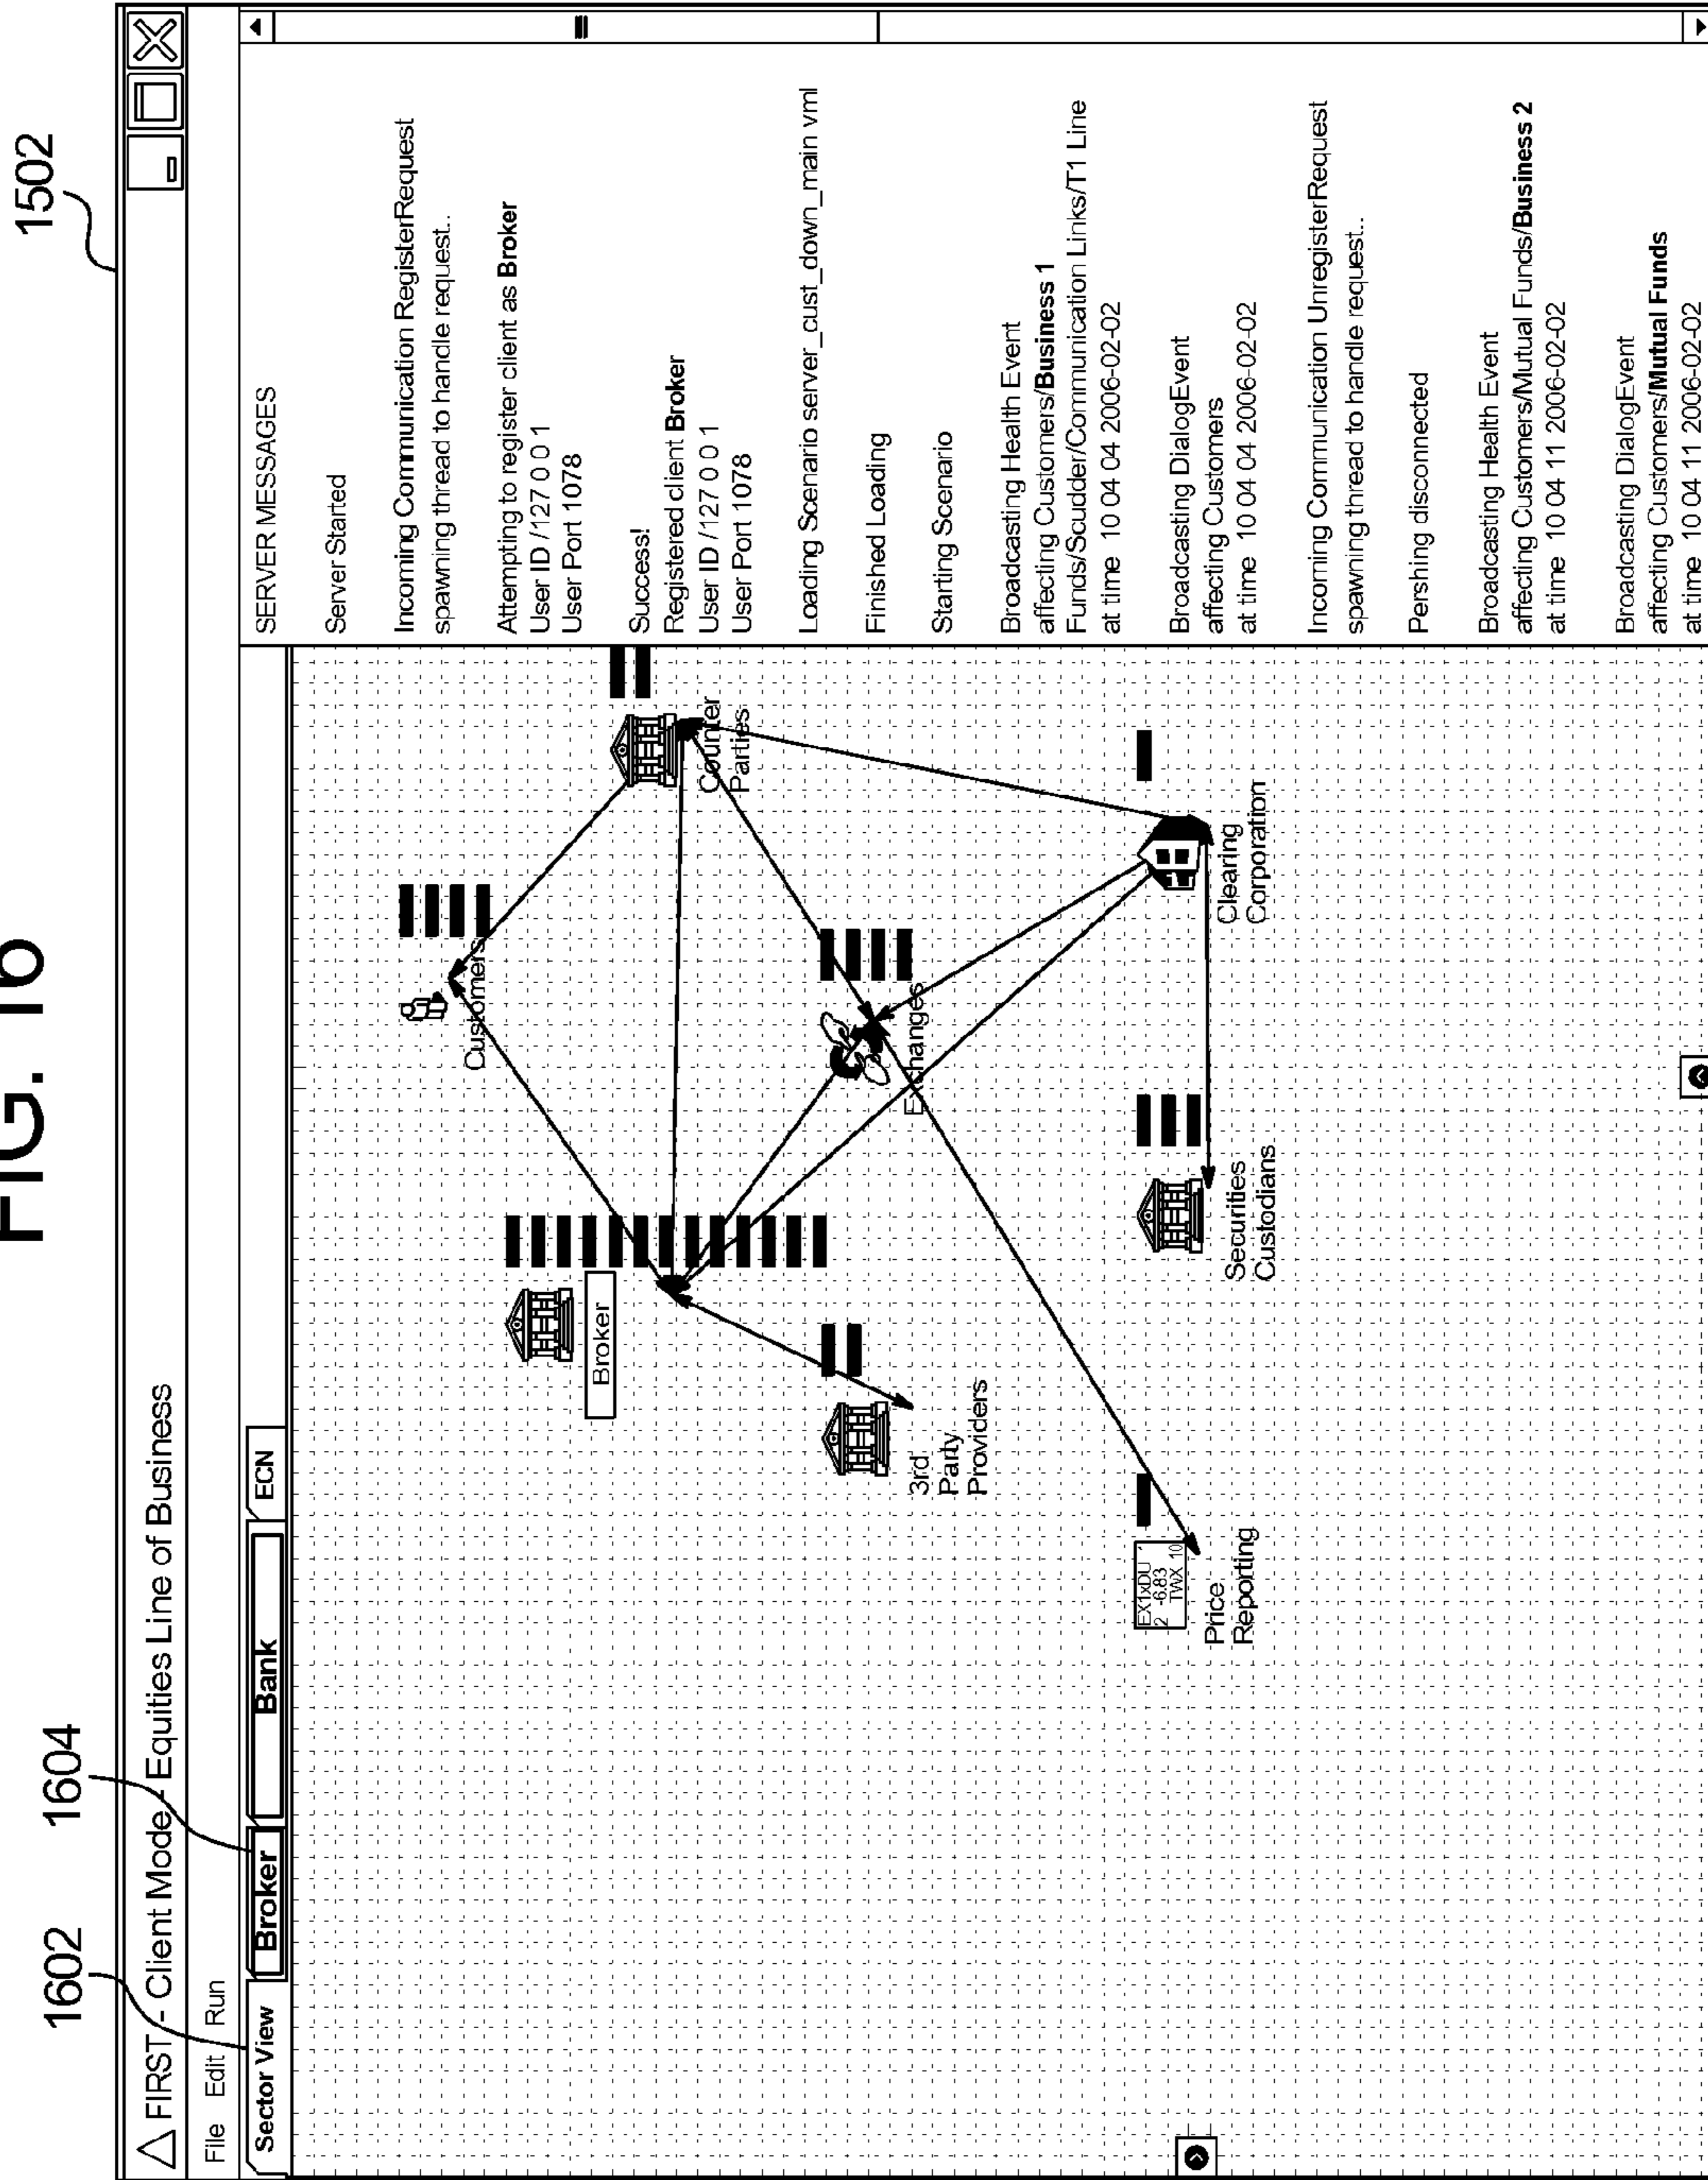 FIG. 16
1602
1604
1502
FIRST - Client Mode - Equities Line of Business
File Edit Run
Sector View
Broker
Bank
ECN
Customers
Counter
Parties
Broker
Exchanges
3rd
Party
Providers
Clearing
Corporation
Securities
Custodians
EX1xDU 1
2 -6.83
TWX 10
Price
Reporting
SERVER MESSAGES
Server Started
Incoming Communication RegisterRequest
spawning thread to handle request..
Attempting to register client as Broker
User ID /127 0 0 1
User Port 1078
Success!
Registered client Broker
User ID /127 0 0 1
User Port 1078
Loading Scenario server_cust_down_main vml
Finished Loading
Starting Scenario
Broadcasting Health Event
affecting Customers/Business 1
Funds/Scudder/Communication Links/T1 Line
at time 10 04 04 2006-02-02
Broadcasting DialogEvent
affecting Customers
at time 10 04 04 2006-02-02
Incoming Communication UnregisterRequest
spawning thread to handle request..
Pershing disconnected
Broadcasting Health Event
affecting Customers/Mutual Funds/Business 2
at time 10 04 11 2006-02-02
Broadcasting DialogEvent
affecting Customers/Mutual Funds
at time 10 04 11 2006-02-02